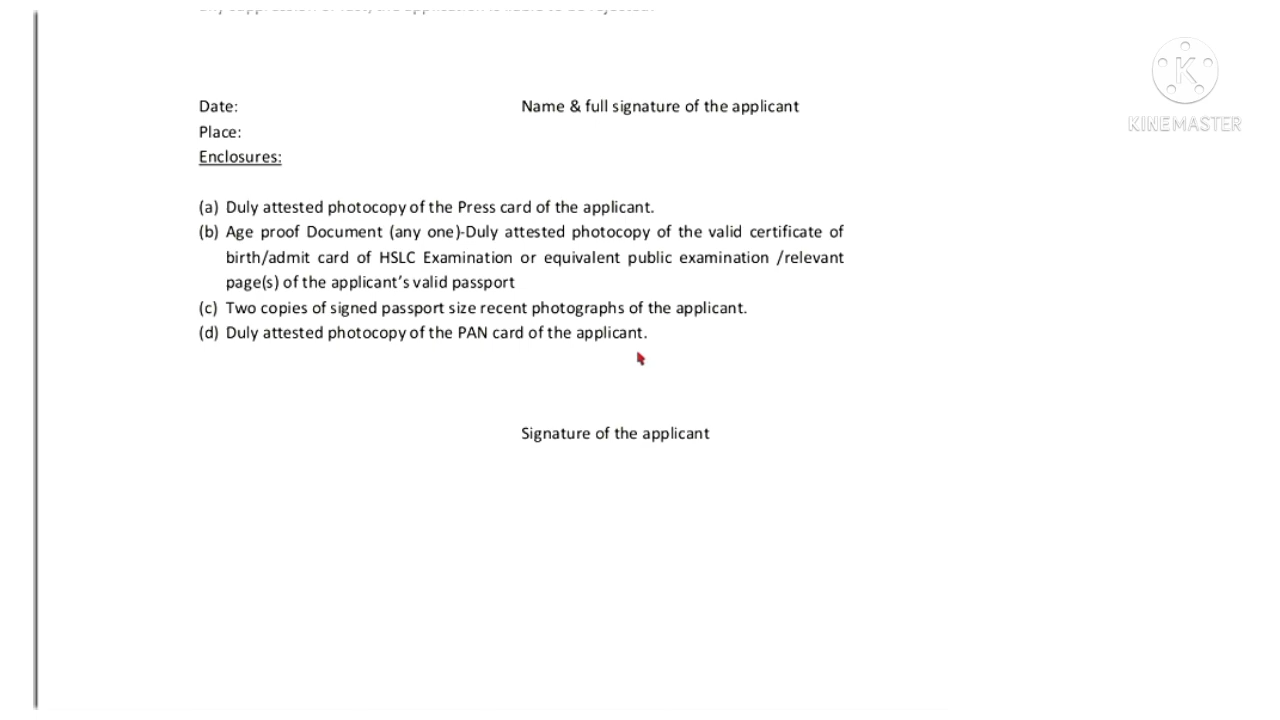 Date: Name & full signature of the applicant
Place:
Enclosures:
(a) Duly attested photocopy of the Press card of the applicant.
(b) Age proof Document (any one)-Duly attested photocopy of the valid certificate of
birth/admit card of HSLC Examination or equivalent public examination /relevant
page(s) of the applicant's valid passport
(c) Two copies of signed passport size recent photographs of the applicant.
(d) Duly attested photocopy of the PAN card of the applicant.
Signature of the applicant
K
KINEMASTER